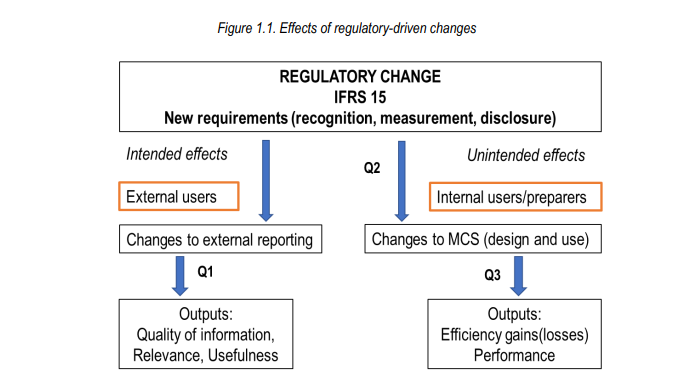 Figure 1.1. Effects of regulatory-driven changes
REGULATORY CHANGE
IFRS 15
New requirements (recognition, measurement, disclosure)
Intended effects
Q2
Unintended effects
External users
Internal users/preparers
Changes to external reporting
Changes to MCS (design and use)
Q1
Q3
Outputs:
Quality of information,
Relevance, Usefulness
Outputs:
Efficiency gains(losses)
Performance